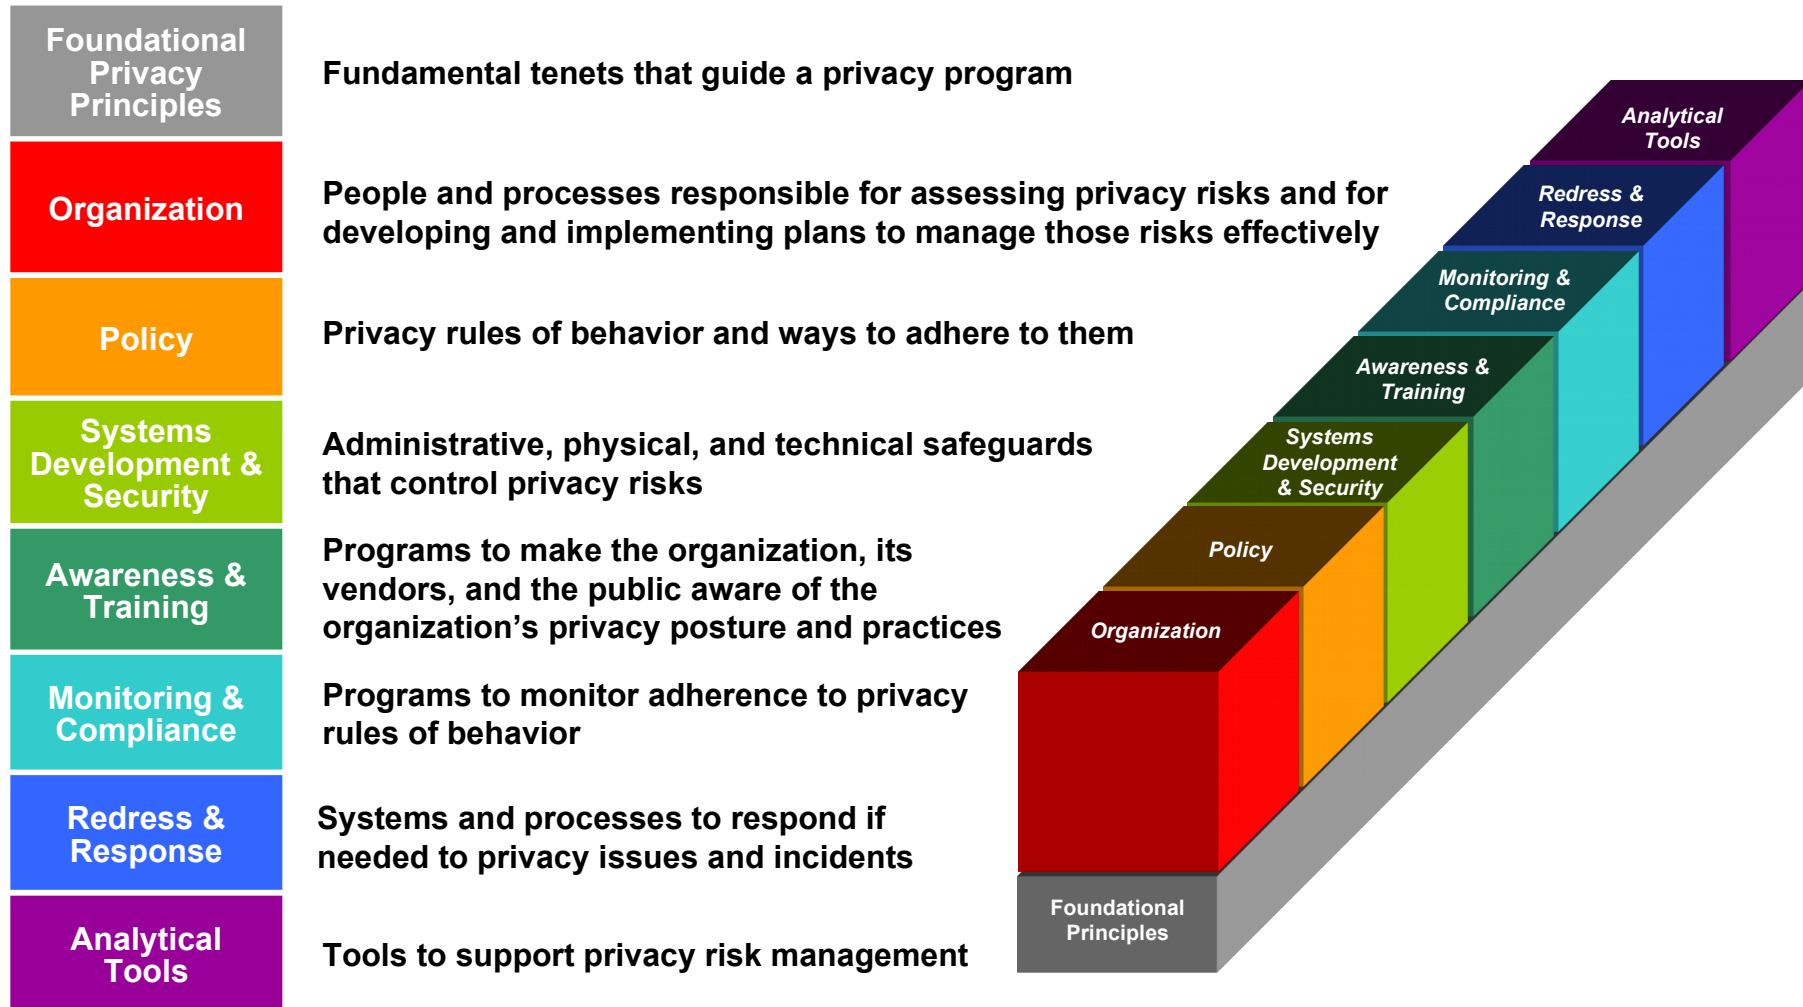 Foundational
Privacy
Principles
Fundamental tenets that guide a privacy program
Organization
People and processes responsible for assessing privacy risks and for
developing and implementing plans to manage those risks effectively
Policy
Privacy rules of behavior and ways to adhere to them
Systems
Development &
Security
Administrative, physical, and technical safeguards
that control privacy risks
Awareness &
Training
Programs to make the organization, its
vendors, and the public aware of the
organization’s privacy posture and practices
Monitoring &
Compliance
Programs to monitor adherence to privacy
rules of behavior
Redress &
Response
Systems and processes to respond if
needed to privacy issues and incidents
Analytical
Tools
Tools to support privacy risk management
Analytical
Tools
Redress &
Response
Monitoring &
Compliance
Awareness &
Training
Systems
Development
& Security
Policy
Organization
Foundational
Principles